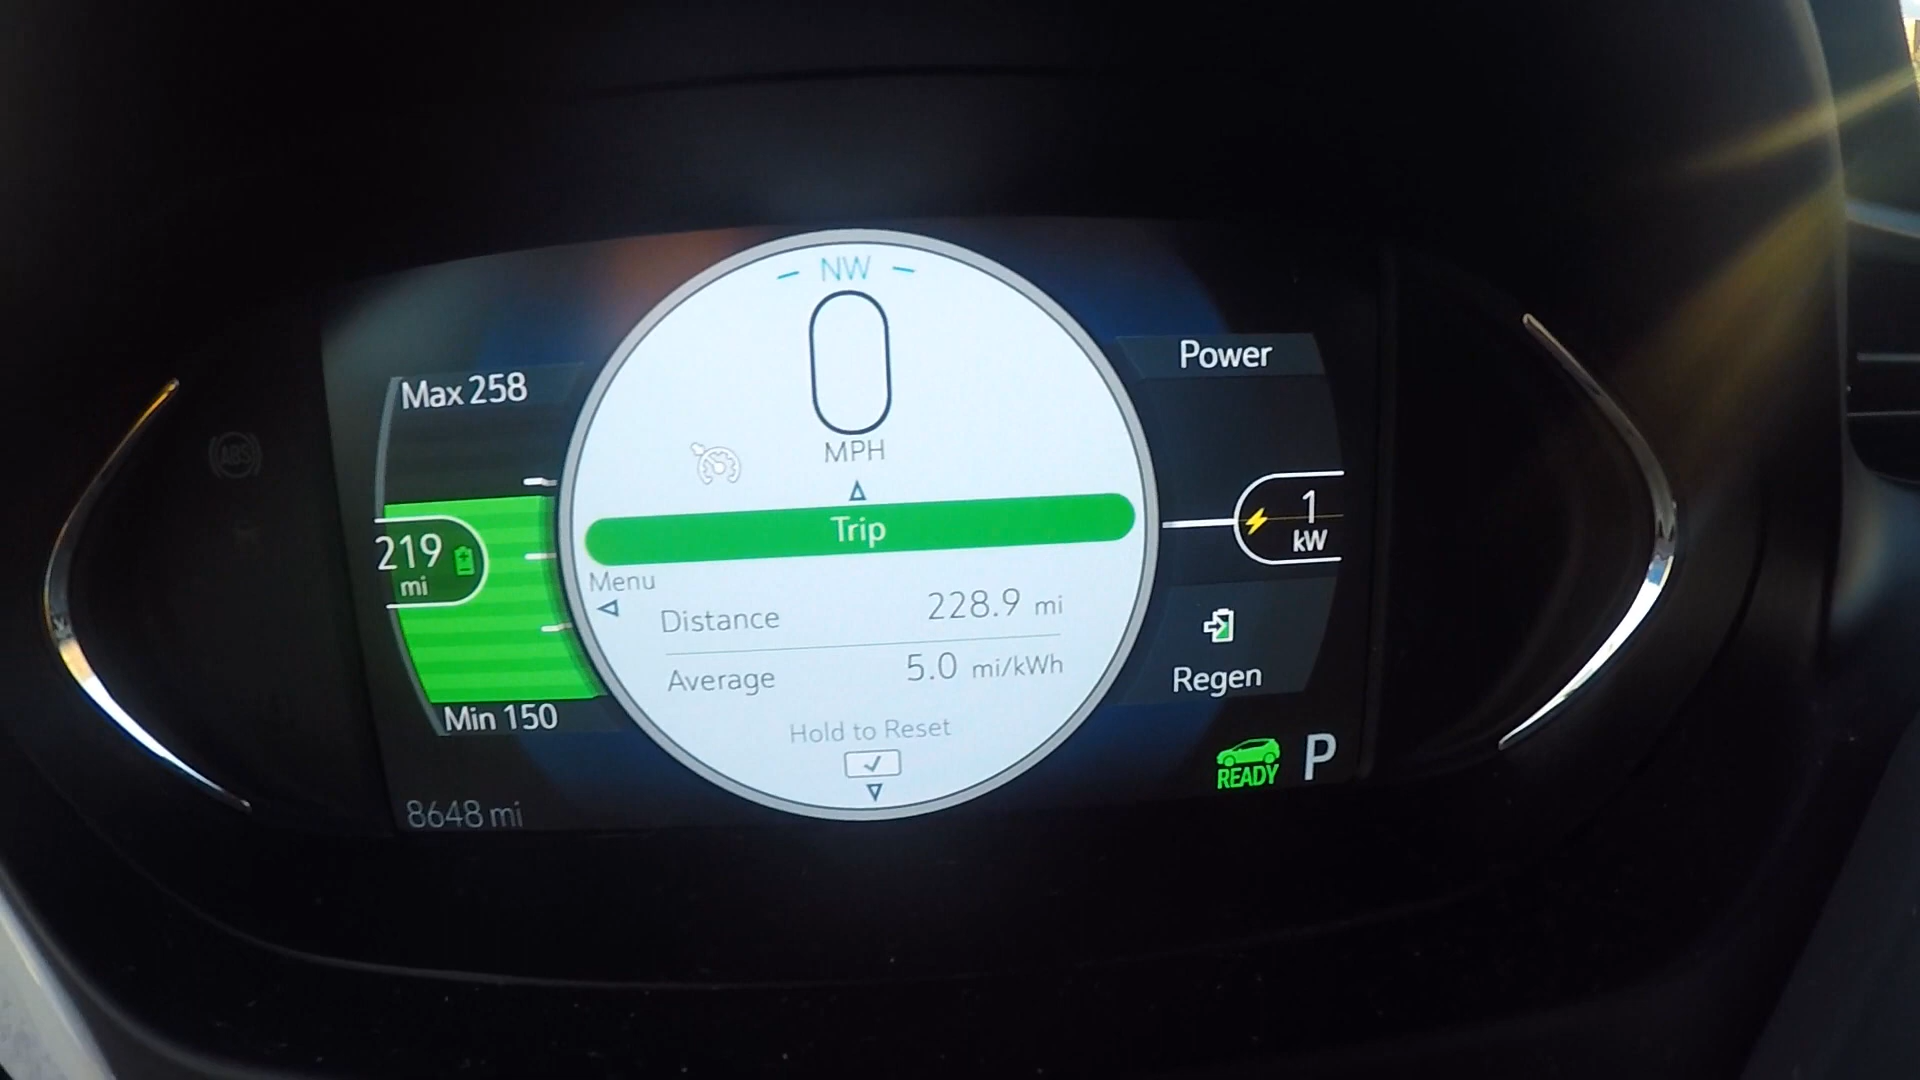 NW
0
MPH
Max 258
219
mi
Min 150
8648 mi
Trip
Menu
Distance 228.9 mi
Average 5.0 mi/kWh
Hold to Reset
Power
1
kW
Regen
READY P
ABS